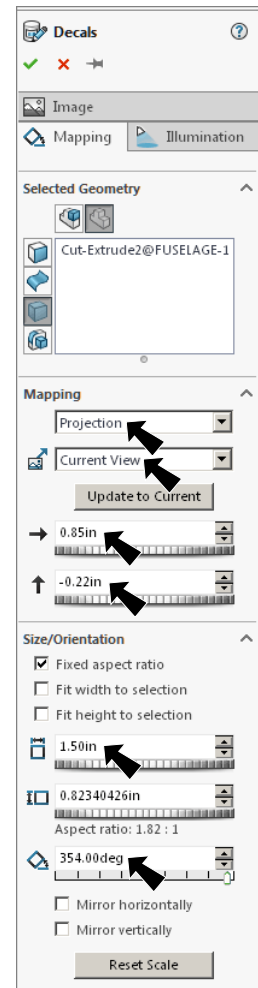 Decals
Image
Mapping
Illumination
Selected Geometry
Cut-Extrude2@FUSELAGE-1
Mapping
Projection
Current View
Update to Current
0.85in
-0.22in
Size/Orientation
Fixed aspect ratio
Fit width to selection
Fit height to selection
1.50in
0.82340426in
Aspect ratio: 1.82 : 1
354.00deg
Mirror horizontally
Mirror vertically
Reset Scale